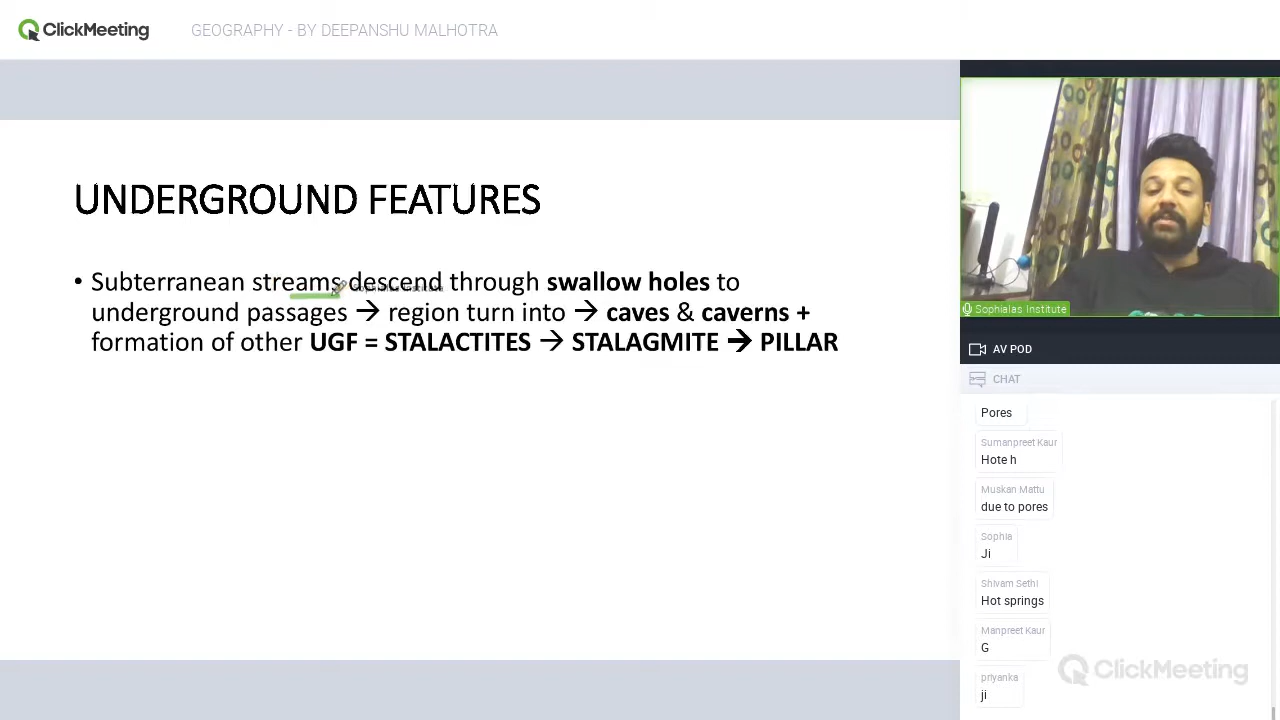 ClickMeeting
GEOGRAPHY - BY DEEPANSHU MALHOTRA
UNDERGROUND FEATURES
• Subterranean streams descend through swallow holes to
underground passages → region turn into → caves & caverns +
formation of other UGF = STALACTITES → STALAGMITE → PILLAR
Sophialas Institute
Sophialas Institute
AV POD
CHAT
Pores
Sumanpreet Kaur
Hote h
Muskan Mattu
due to pores
Sophia
Ji
Shivam Sethi
Hot springs
Manpreet Kaur
G
priyanka
ji
ClickMeeting